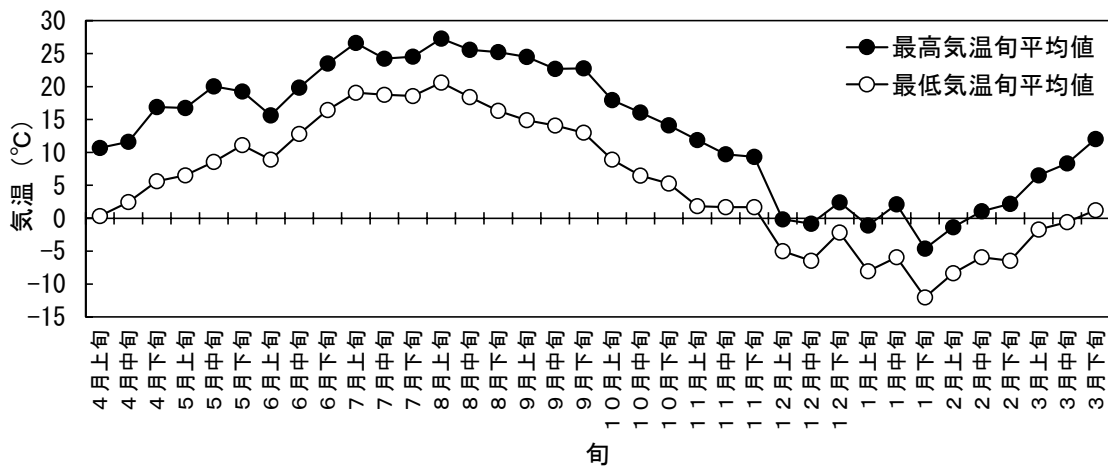 30
25
20
15
10
5
0
−5
−10
−15
気温（℃）
最高気温旬平均値
最低気温旬平均値
4月上旬
4月中旬
4月下旬
5月上旬
5月中旬
5月下旬
6月上旬
6月中旬
6月下旬
7月上旬
7月中旬
7月下旬
8月上旬
8月中旬
8月下旬
9月上旬
9月中旬
9月下旬
10月上旬
10月中旬
10月下旬
11月上旬
11月中旬
11月下旬
12月上旬
12月中旬
12月下旬
1月上旬
1月中旬
1月下旬
2月上旬
2月中旬
2月下旬
3月上旬
3月中旬
3月下旬
旬